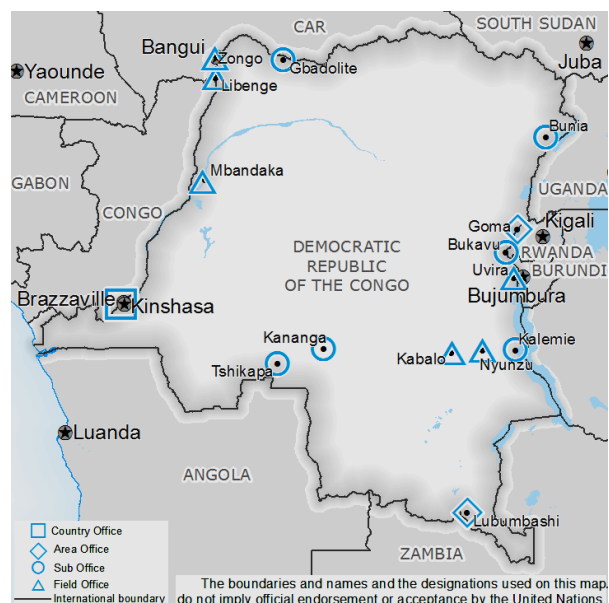 CAR
SOUTH SUDAN
Bangui
Zongo
Gbadolite
Juba
Yaounde
Libenge
CAMEROON
Bunia
Mbandaka
GABON
UGANDA
CONGO
Goma
Kigali
Bukavu
DEMOCRATIC
REPUBLIC
OF THE CONGO
RWANDA
Uvira
BURUNDI
Bujumbura
Brazzaville
Kinshasa
Kananga
Kalemie
Kabalo
Nyunzu
Tshikapa
Luanda
ANGOLA
Lubumbashi
ZAMBIA
Country Office
Area Office
Sub Office
Field Office
International boundary
The boundaries and names and the designations used on this map,
do not imply official endorsement or acceptance by the United Nations